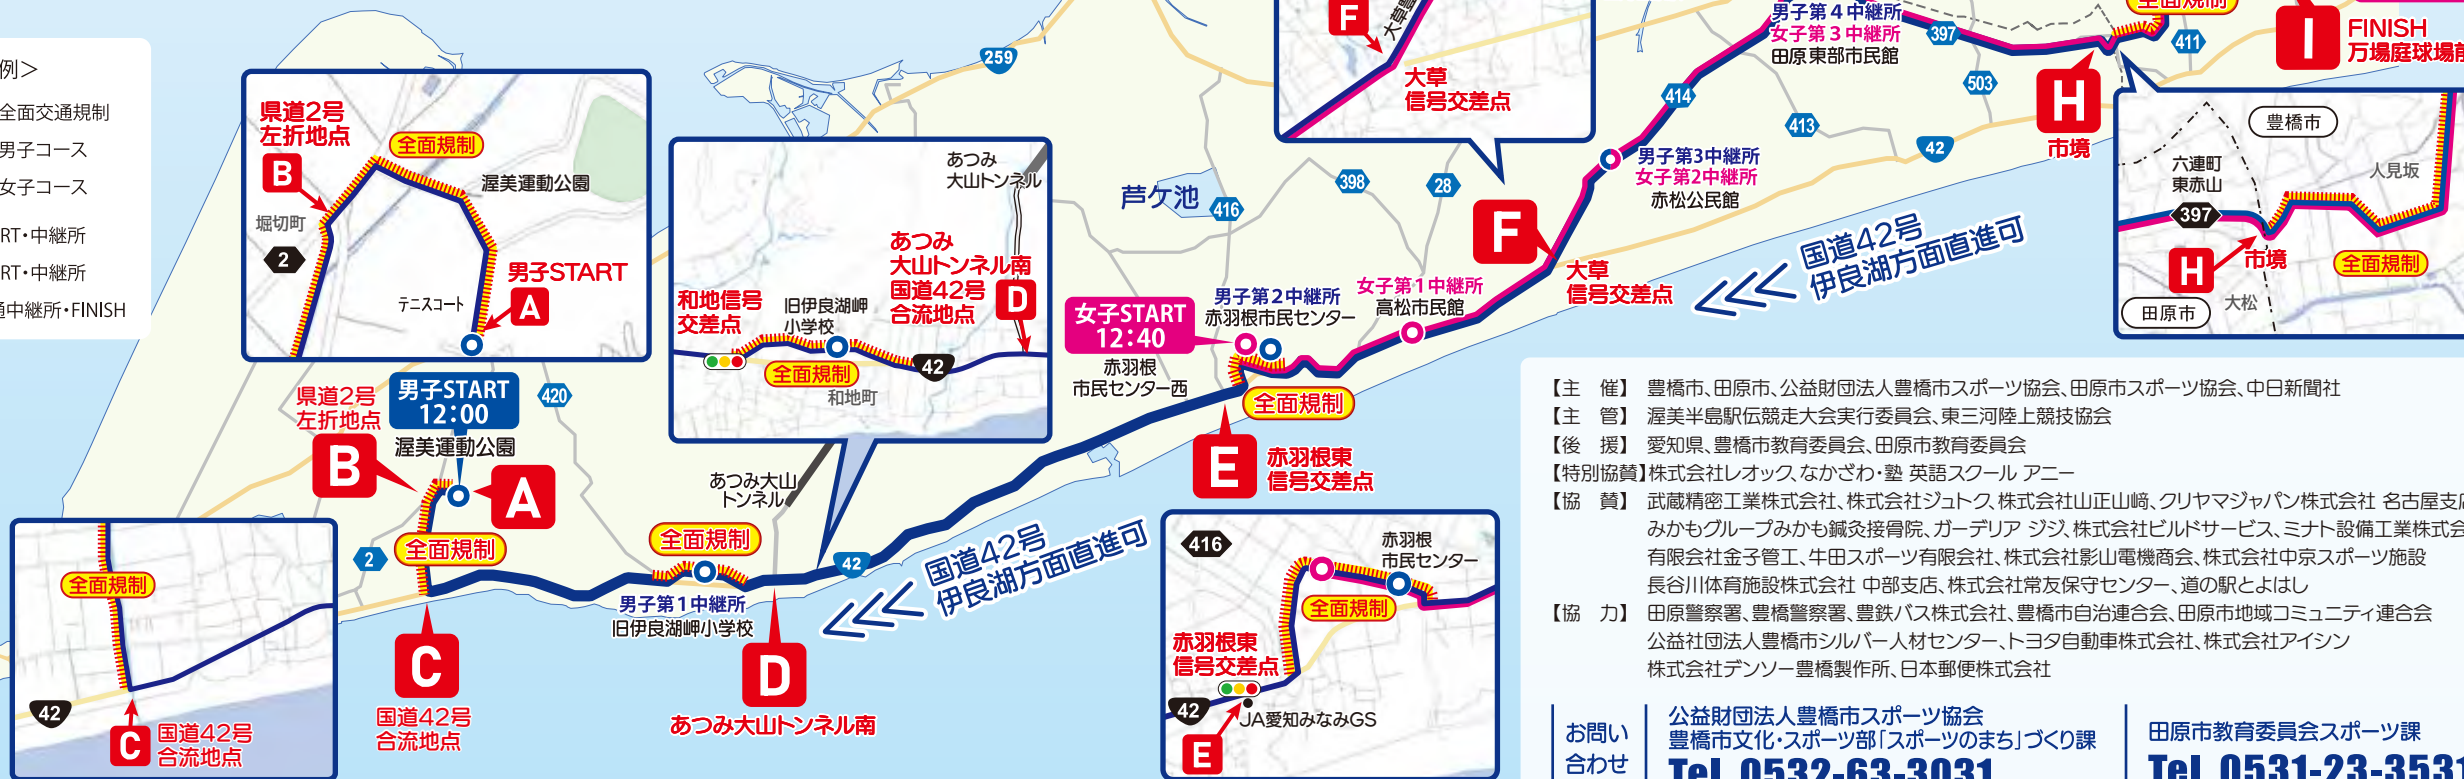 例＞
全面交通規制
男子コース
女子コース
RT・中継所
RT・中継所
通中継所・FINISH
県道2号
左折地点
B
全面規制
渥美運動公園
堀切町
2
男子START
A
テニスコート
259
あつみ
大山トンネル
あつみ
大山トンネル南
国道42号
合流地点
D
和地信号
交差点
旧伊良湖岬
小学校
全面規制
42
和地町
F
大草
信号交差点
男子第4中継所
女子第3中継所
田原東部市民館
397
全面規制
411
I
FINISH
万場庭球場前
503
H
市境
414
413
42
豊橋市
六連町
東赤山
397
人見坂
H
市境
全面規制
田原市
大松
芦ケ池
416
398
28
男子第3中継所
女子第2中継所
赤松公民館
F
大草
信号交差点
国道42号
伊良湖方面直進可
女子START
12:40
赤羽根
市民センター西
男子第2中継所
赤羽根市民センター
女子第1中継所
高松市民館
全面規制
E
赤羽根東
信号交差点
県道2号
左折地点
男子START
12:00
渥美運動公園
420
B
A
2
全面規制
あつみ大山
トンネル
全面規制
42
国道42号
伊良湖方面直進可
男子第1中継所
旧伊良湖岬小学校
C
国道42号
合流地点
D
あつみ大山トンネル南
全面規制
42
C
国道42号
合流地点
416
赤羽根
市民センター
全面規制
赤羽根東
信号交差点
42
JA愛知みなみGS
E
【主　催】 豊橋市、田原市、公益財団法人豊橋市スポーツ協会、田原市スポーツ協会、中日新聞社
【主　管】 渥美半島駅伝競走大会実行委員会、東三河陸上競技協会
【後　援】 愛知県、豊橋市教育委員会、田原市教育委員会
【特別協賛】株式会社レオック、なかざわ・塾 英語スクール アニー
【協　賛】 武蔵精密工業株式会社、株式会社ジュトク、株式会社山正山﨑、クリヤマジャパン株式会社 名古屋支店
みかもグループみかも鍼灸接骨院、ガーデリア ジジ、株式会社ビルドサービス、ミナト設備工業株式会
有限会社金子管工、牛田スポーツ有限会社、株式会社影山電機商会、株式会社中京スポーツ施設
長谷川体育施設株式会社 中部支店、株式会社常友保守センター、道の駅とよはし
【協　力】 田原警察署、豊橋警察署、豊鉄バス株式会社、豊橋市自治連合会、田原市地域コミュニティ連合会
公益社団法人豊橋市シルバー人材センター、トヨタ自動車株式会社、株式会社アイシン
株式会社デンソー豊橋製作所、日本郵便株式会社
お問い
合わせ
公益財団法人豊橋市スポーツ協会
豊橋市文化・スポーツ部「スポーツのまち」づくり課
Tel 0532-63-3031
田原市教育委員会スポーツ課
Tel 0531-23-3531